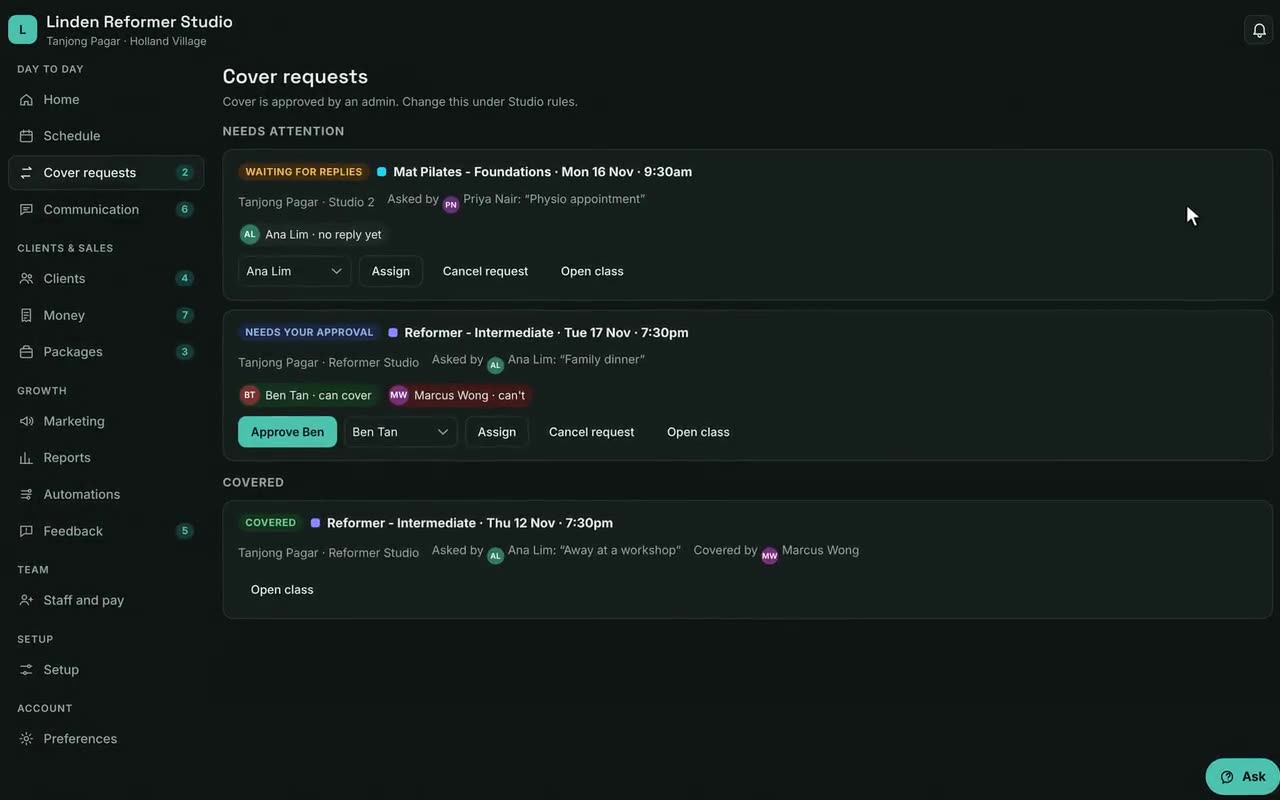 L
Linden Reformer Studio
Tanjong Pagar · Holland Village
DAY TO DAY
Home
Schedule
Cover requests 2
Communication 6
CLIENTS & SALES
Clients 4
Money 7
Packages 3
GROWTH
Marketing
Reports
Automations
Feedback 5
TEAM
Staff and pay
SETUP
Setup
ACCOUNT
Preferences
Cover requests
Cover is approved by an admin. Change this under Studio rules.
NEEDS ATTENTION
WAITING FOR REPLIES Mat Pilates - Foundations · Mon 16 Nov · 9:30am
Tanjong Pagar · Studio 2 Asked by PN Priya Nair: “Physio appointment”
AL Ana Lim · no reply yet
Ana Lim Assign Cancel request Open class
NEEDS YOUR APPROVAL Reformer - Intermediate · Tue 17 Nov · 7:30pm
Tanjong Pagar · Reformer Studio Asked by AL Ana Lim: “Family dinner”
BT Ben Tan · can cover MW Marcus Wong · can't
Approve Ben Ben Tan Assign Cancel request Open class
COVERED
COVERED Reformer - Intermediate · Thu 12 Nov · 7:30pm
Tanjong Pagar · Reformer Studio Asked by AL Ana Lim: “Away at a workshop” Covered by MW Marcus Wong
Open class
Ask